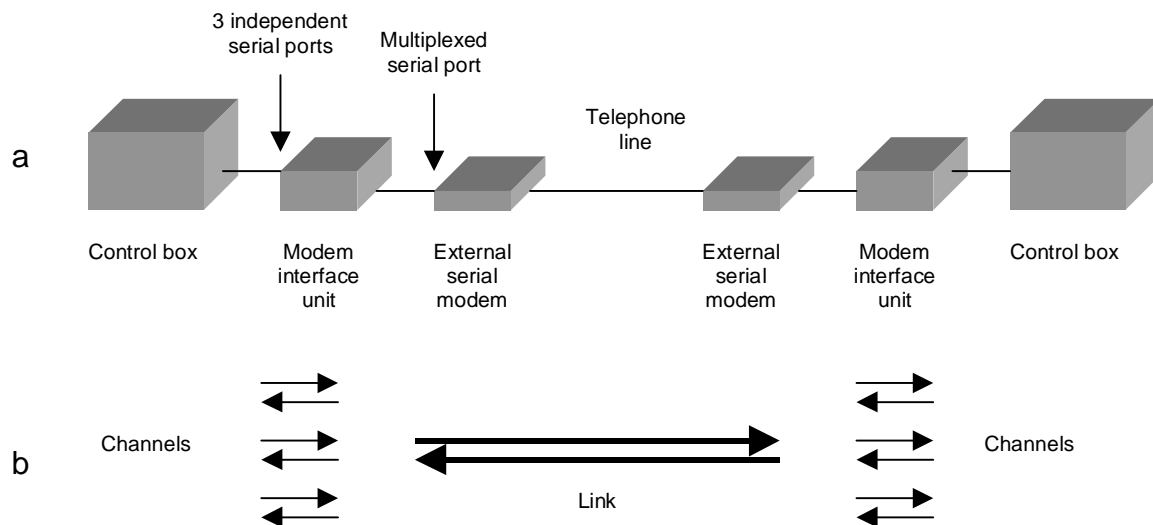 3 independent
serial ports
Multiplexed
serial port
Telephone
line
a
Control box
Modem
interface
unit
External
serial
modem
External
serial
modem
Modem
interface
unit
Control box
Channels
Channels
b
Link